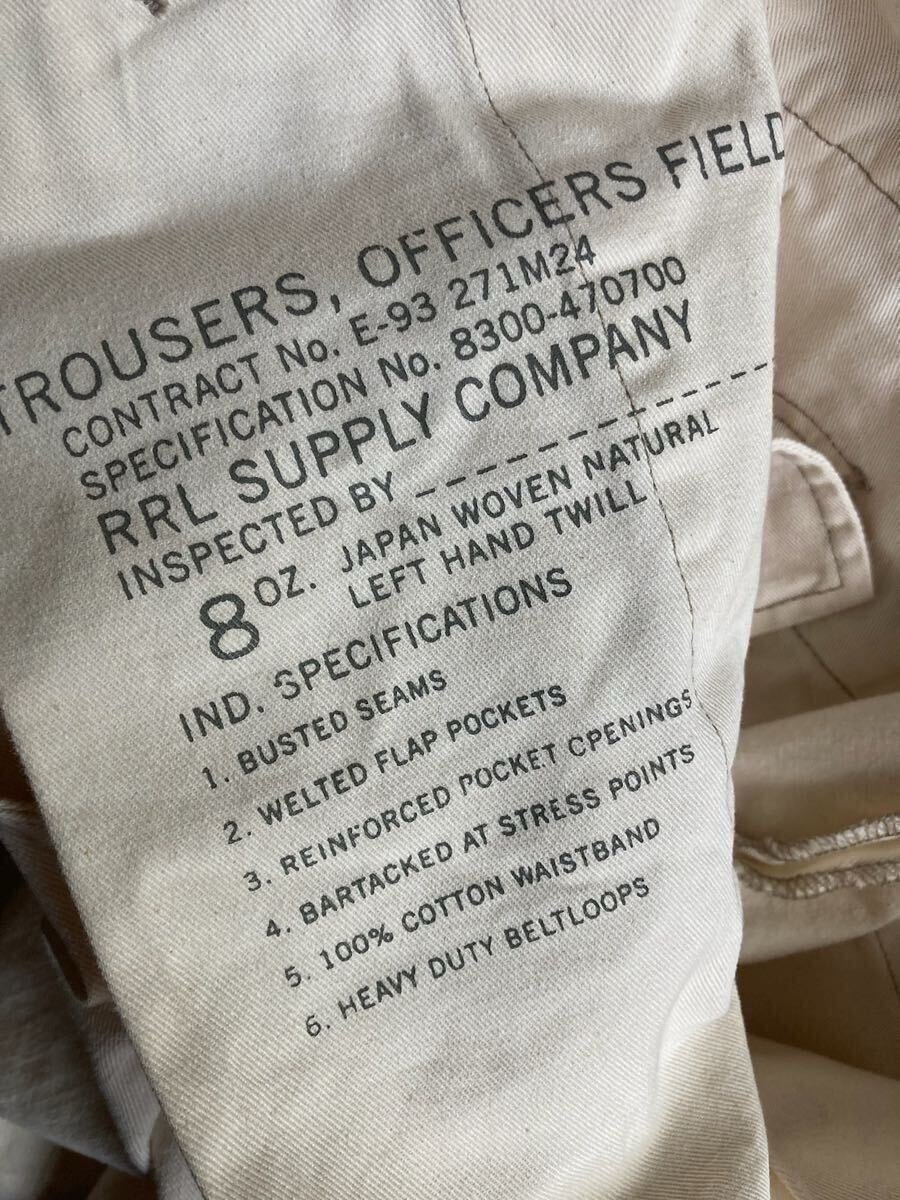 TROUSERS, OFFICERS FIELD
CONTRACT No. E-93 271M24
SPECIFICATION No. 8300-470700
RRL SUPPLY COMPANY
INSPECTED BY ----------------
8 OZ. JAPAN WOVEN NATURAL
LEFT HAND TWILL
IND. SPECIFICATIONS
1. BUSTED SEAMS
2. WELTED FLAP POCKETS
3. REINFORCED POCKET OPENINGS
4. BARTACKED AT STRESS POINTS
5. 100% COTTON WAISTBAND
6. HEAVY DUTY BELTLOOPS